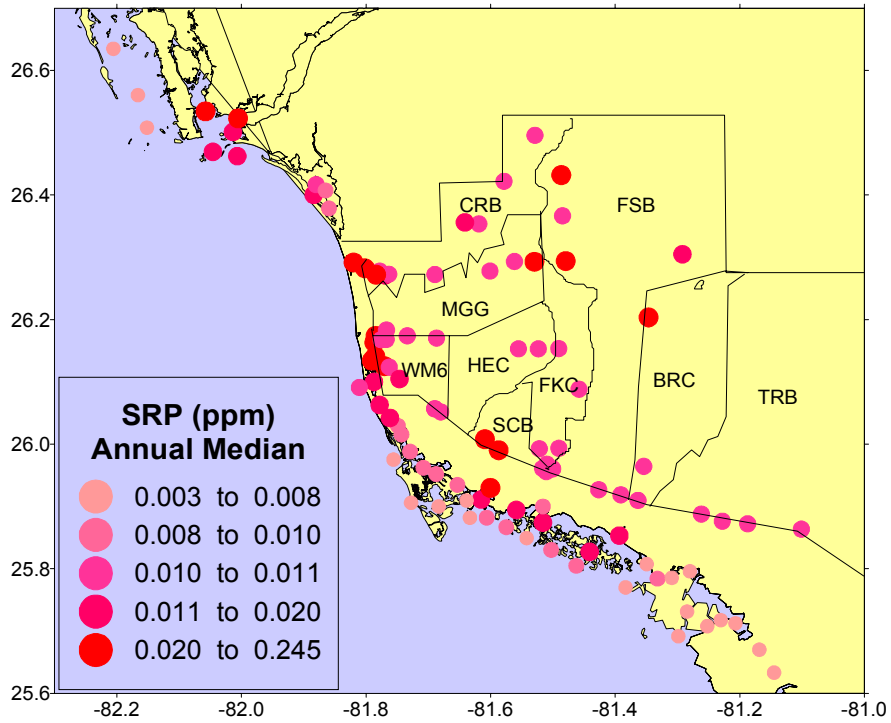 26.6
26.4
26.2
26.0
25.8
25.6
CRB
FSB
MGG
WM6
HEC
FKC
BRC
TRB
SCB
SRP (ppm)
Annual Median
0.003 to 0.008
0.008 to 0.010
0.010 to 0.011
0.011 to 0.020
0.020 to 0.245
-82.2 -82.0 -81.8 -81.6 -81.4 -81.2 -81.0